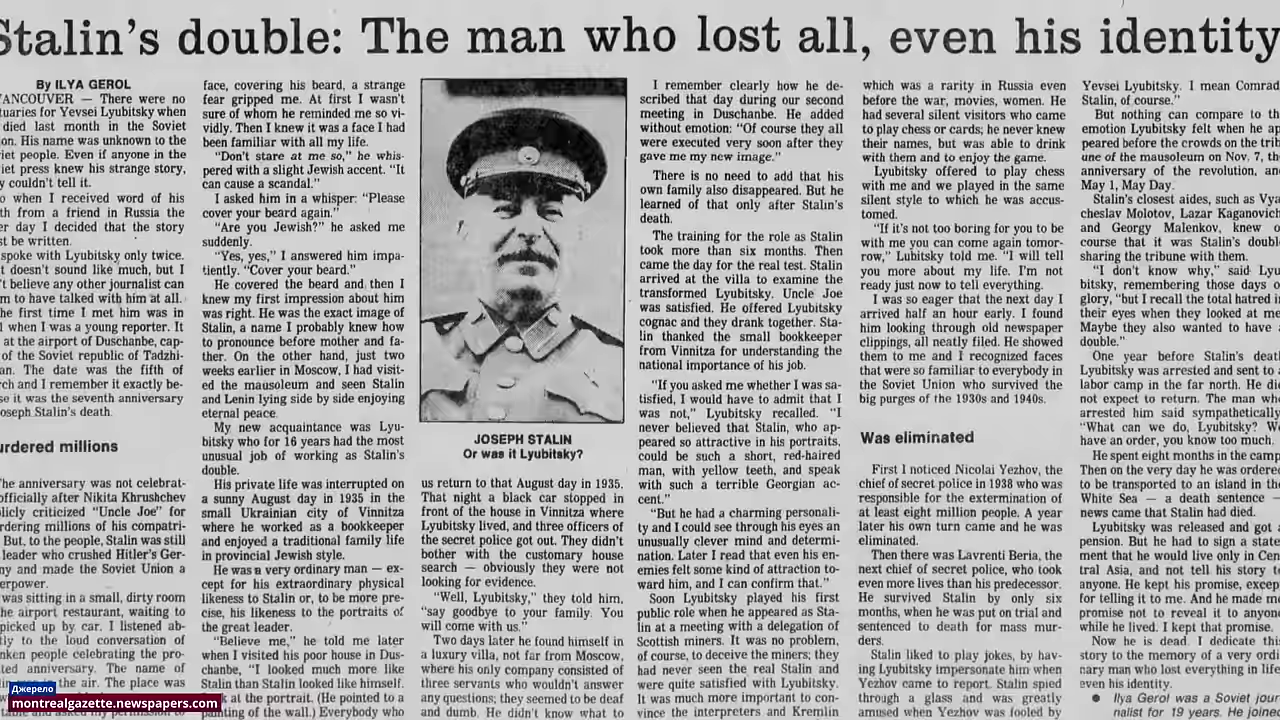 Stalin's double: The man who lost all, even his identity
By ILYA GEROL
VANCOUVER — There were no
tuaries for Yevsei Lyubitsky when
died last month in the Soviet
on. His name was unknown to the
iet people. Even if anyone in the
iet press knew his strange story,
y couldn't tell it.
o when I received word of his
th from a friend in Russia the
er day I decided that the story
st be written.
spoke with Lyubitsky only twice.
t doesn't sound like much, but I
't believe any other journalist can
m to have talked with him at all.
he first time I met him was in
l when I was a young reporter. It
at the airport of Duschanbe, cap-
of the Soviet republic of Tadzhi-
an. The date was the fifth of
rch and I remember it exactly be-
se it was the seventh anniversary
oseph Stalin's death.
urdered millions
he anniversary was not celebrat-
officially after Nikita Khrushchev
licly criticized "Uncle Joe" for
rdering millions of his compatri-
But, to the people, Stalin was still
leader who crushed Hitler's Ger-
ny and made the Soviet Union a
erpower.
was sitting in a small, dirty room
he airport restaurant, waiting to
picked up by car. I listened ab-
tly to the loud conversation of
nken people celebrating the pro-
ted anniversary. The name of
in the air. The place was
face, covering his beard, a strange
fear gripped me. At first I wasn't
sure of whom he reminded me so vi-
vidly. Then I knew it was a face I had
been familiar with all my life.
"Don't stare at me so," he whis-
pered with a slight Jewish accent. "It
can cause a scandal."
I asked him in a whisper: "Please
cover your beard again."
"Are you Jewish?" he asked me
suddenly.
"Yes, yes," I answered him impa-
tiently. "Cover your beard."
He covered the beard and then I
knew my first impression about him
was right. He was the exact image of
Stalin, a name I probably knew how
to pronounce before mother and fa-
ther. On the other hand, just two
weeks earlier in Moscow, I had visit-
ed the mausoleum and seen Stalin
and Lenin lying side by side enjoying
eternal peace.
My new acquaintance was Lyu-
bitsky who for 16 years had the most
unusual job of working as Stalin's
double.
His private life was interrupted on
a sunny August day in 1935 in the
small Ukrainian city of Vinnitza
where he worked as a bookkeeper
and enjoyed a traditional family life
in provincial Jewish style.
He was a very ordinary man — ex-
cept for his extraordinary physical
likeness to Stalin or, to be more pre-
cise, his likeness to the portraits of
the great leader.
"Believe me," he told me later
when I visited his poor house in Dus-
chanbe, "I looked much more like
Stalin than Stalin looked like himself.
k at the portrait. (He pointed to a
nting of the wall.) Everybody who
JOSEPH STALIN
Or was it Lyubitsky?
us return to that August day in 1935.
That night a black car stopped in
front of the house in Vinnitza where
Lyubitsky lived, and three officers of
the secret police got out. They didn't
bother with the customary house
search — obviously they were not
looking for evidence.
"Well, Lyubitsky," they told him,
"say goodbye to your family. You
will come with us."
Two days later he found himself in
a luxury villa, not far from Moscow,
where his only company consisted of
three servants who wouldn't answer
any questions; they seemed to be deaf
and dumb. He didn't know what to
I remember clearly how he de-
scribed that day during our second
meeting in Duschanbe. He added
without emotion: "Of course they all
were executed very soon after they
gave me my new image."
There is no need to add that his
own family also disappeared. But he
learned of that only after Stalin's
death.
The training for the role as Stalin
took more than six months. Then
came the day for the real test. Stalin
arrived at the villa to examine the
transformed Lyubitsky. Uncle Joe
was satisfied. He offered Lyubitsky
cognac and they drank together. Sta-
lin thanked the small bookkeeper
from Vinnitza for understanding the
national importance of his job.
"If you asked me whether I was sa-
tisfied, I would have to admit that I
was not," Lyubitsky recalled. "I
never believed that Stalin, who ap-
peared so attractive in his portraits,
could be such a short, red-haired
man, with yellow teeth, and speak
with such a terrible Georgian ac-
cent."
"But he had a charming personali-
ty and I could see through his eyes an
unusually clever mind and determi-
nation. Later I read that even his en-
emies felt some kind of attraction to-
ward him, and I can confirm that."
Soon Lyubitsky played his first
public role when he appeared as Sta-
lin at a meeting with a delegation of
Scottish miners. It was no problem,
of course, to deceive the miners; they
had never seen the real Stalin and
were quite satisfied with Lyubitsky.
It was much more important to con-
vince the interpreters and Kremlin
which was a rarity in Russia even
before the war, movies, women. He
had several silent visitors who came
to play chess or cards; he never knew
their names, but was able to drink
with them and to enjoy the game.
Lyubitsky offered to play chess
with me and we played in the same
silent style to which he was accus-
tomed.
"If it's not too boring for you to be
with me you can come again tomor-
row," Lubitsky told me. "I will tell
you more about my life. I'm not
ready just now to tell everything.
I was so eager that the next day I
arrived half an hour early. I found
him looking through old newspaper
clippings, all neatly filed. He showed
them to me and I recognized faces
that were so familiar to everybody in
the Soviet Union who survived the
big purges of the 1930s and 1940s.
Was eliminated
First I noticed Nicolai Yezhov, the
chief of secret police in 1938 who was
responsible for the extermination of
at least eight million people. A year
later his own turn came and he was
eliminated.
Then there was Lavrenti Beria, the
next chief of secret police, who took
even more lives than his predecessor.
He survived Stalin by only six
months, when he was put on trial and
sentenced to death for mass mur-
ders.
Stalin liked to play jokes, by hav-
ing Lyubitsky impersonate him when
Yezhov came to report. Stalin spied
through a glass and was greatly
amused when Yezhov was fooled by
Yevsei Lyubitsky. I mean Comrad
Stalin, of course."
But nothing can compare to th
emotion Lyubitsky felt when he ap
peared before the crowds on the trib
une of the mausoleum on Nov. 7, th
anniversary of the revolution, an
May 1, May Day.
Stalin's closest aides, such as Vya
cheslav Molotov, Lazar Kaganovic
and Georgy Malenkov, knew o
course that it was Stalin's doubl
sharing the tribune with them.
"I don't know why," said Lyu
bitsky, remembering those days o
glory, "but I recall the total hatred i
their eyes when they looked at me
Maybe they also wanted to have
double."
One year before Stalin's deat
Lyubitsky was arrested and sent to
labor camp in the far north. He di
not expect to return. The man wh
arrested him said sympathetically
"What can we do, Lyubitsky? W
have an order, you know too much.
He spent eight months in the camp
Then on the very day he was ordere
to be transported to an island in th
White Sea — a death sentence
news came that Stalin had died.
Lyubitsky was released and got
pension. But he had to sign a state
ment that he would live only in Cen
tral Asia, and not tell his story t
anyone. He kept his promise, excep
for telling it to me. And he made m
promise not to reveal it to anyon
while he lived. I kept that promise.
Now he is dead. I dedicate thi
story to the memory of a very ordi
nary man who lost everything in life
even his identity.
● Ilya Gerol was a Soviet jour
nalist for 19 years. He joine
Джерело
montrealgazette.newspapers.com